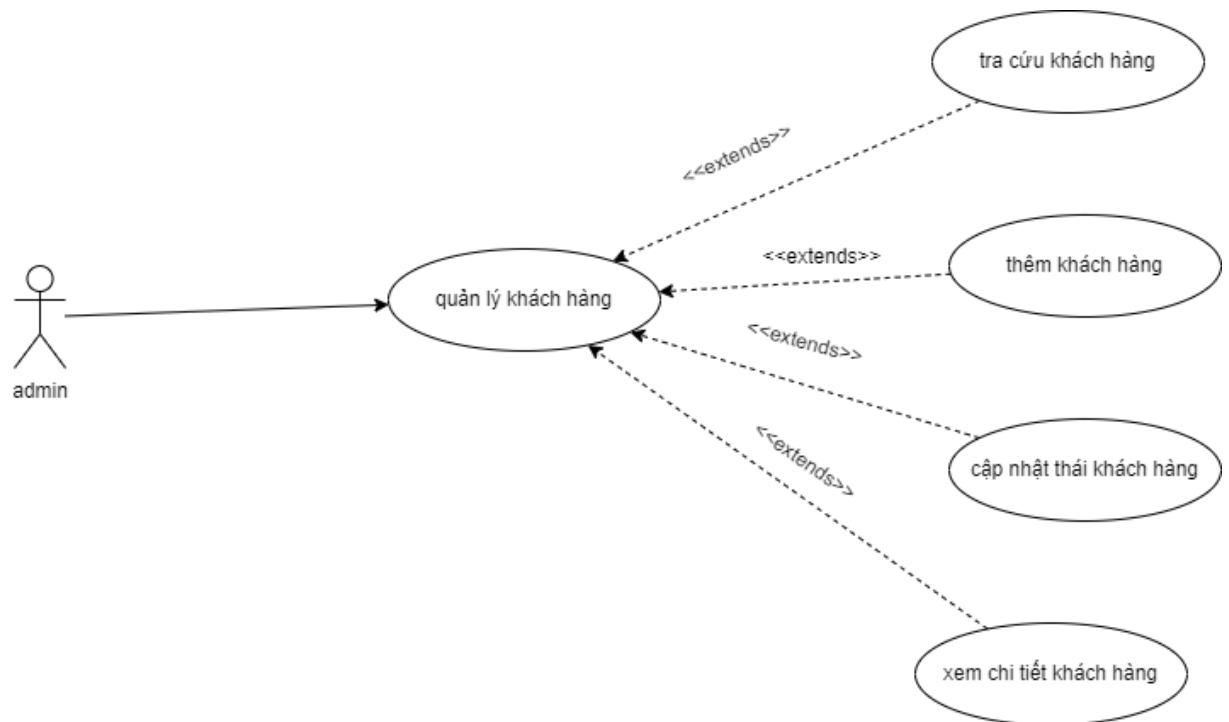 tra cứu khách hàng
<<extends>>
<<extends>>
thêm khách hàng
quản lý khách hàng
<<extends>>
admin
<<extends>>
cập nhật thái khách hàng
xem chi tiết khách hàng